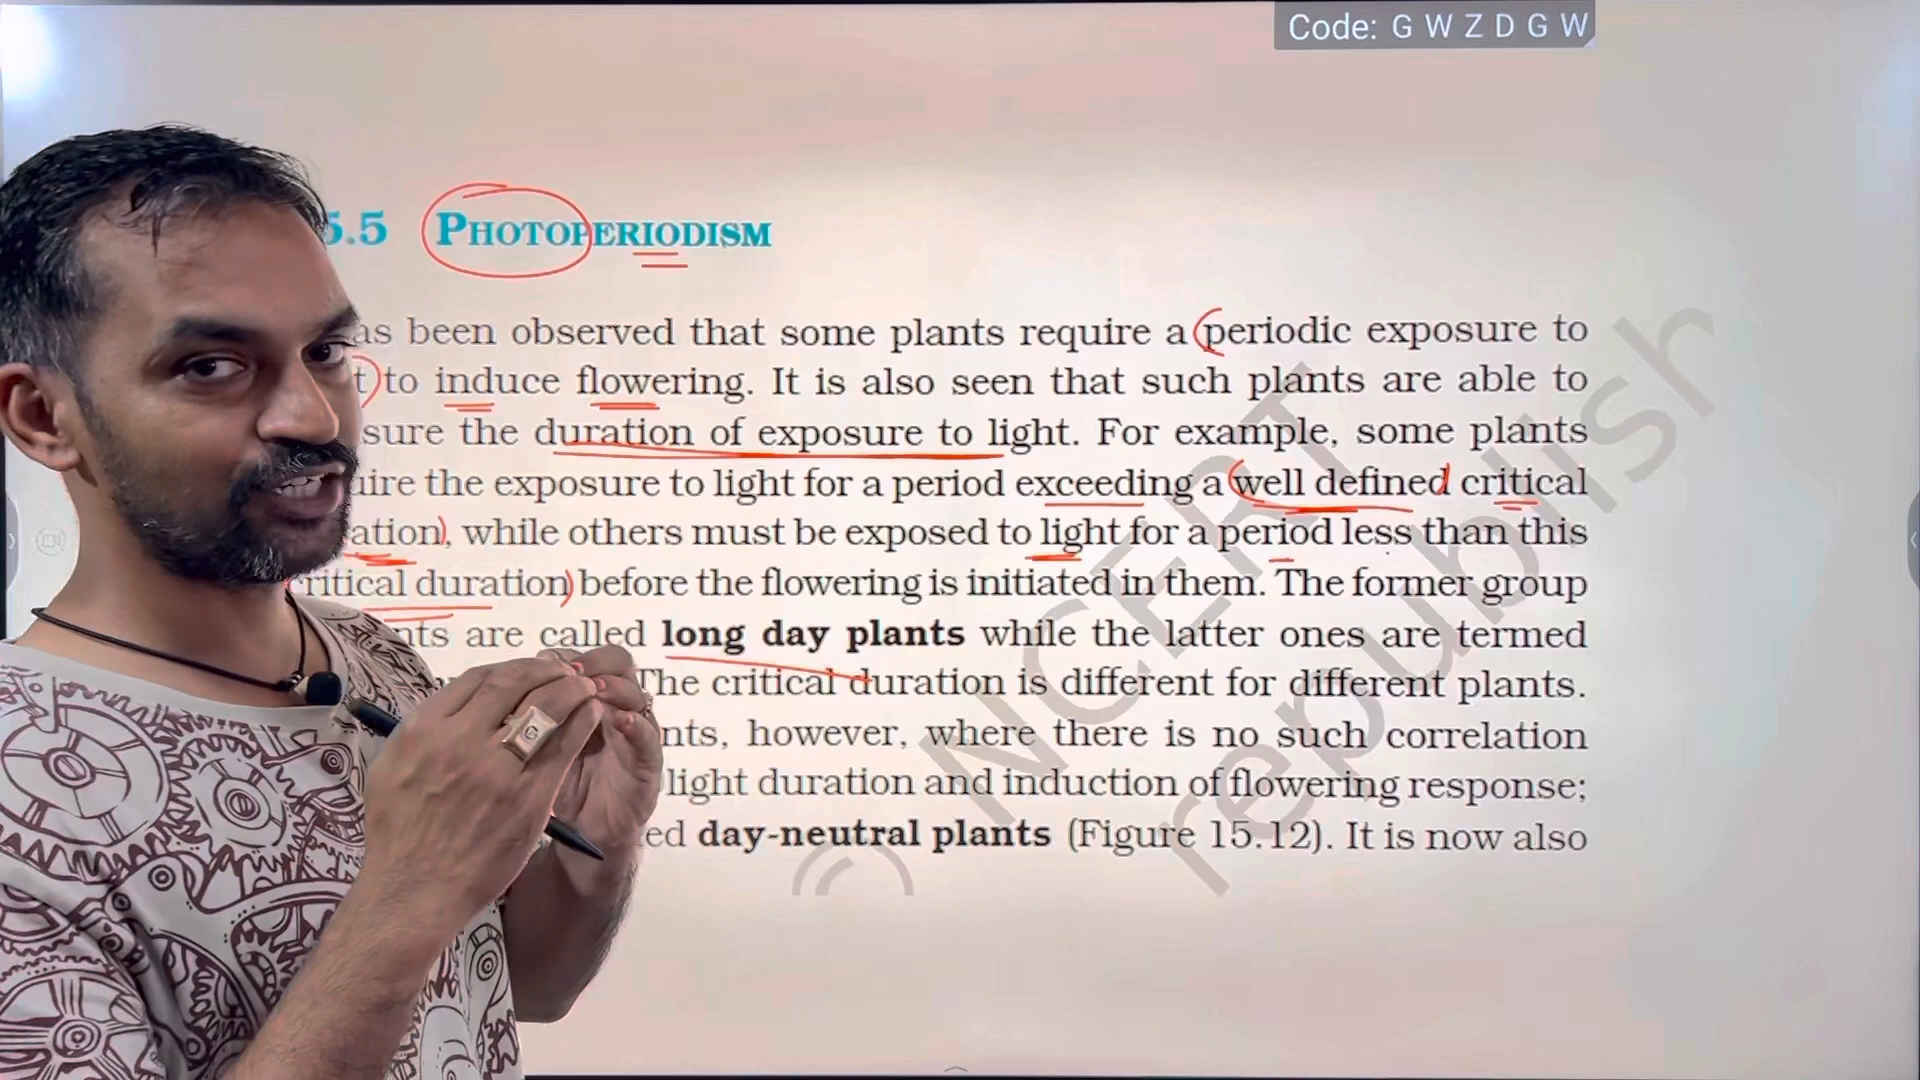 Code: G W Z D G W
5.5 PHOTOPERIODISM
as been observed that some plants require a periodic exposure to
t to induce flowering. It is also seen that such plants are able to
sure the duration of exposure to light. For example, some plants
uire the exposure to light for a period exceeding a well defined critical
ation, while others must be exposed to light for a period less than this
critical duration before the flowering is initiated in them. The former group
nts are called long day plants while the latter ones are termed
The critical duration is different for different plants.
nts, however, where there is no such correlation
light duration and induction of flowering response;
ed day-neutral plants (Figure 15.12). It is now also
© NCERT
republish
G